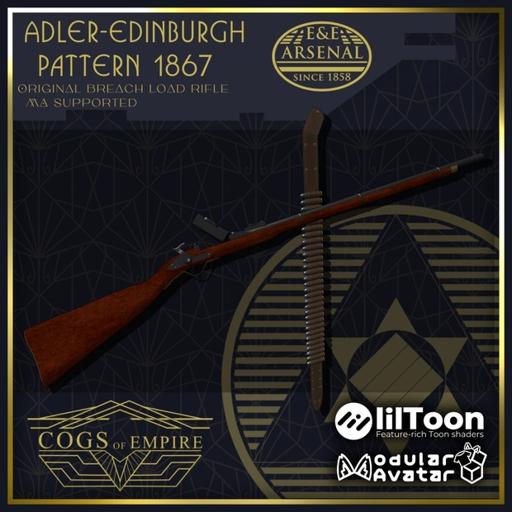 ADLER-EDINBURGH
PATTERN 1867
ORIGINAL BREACH LOAD RIFLE
MA SUPPORTED
E&E
ARSENAL
SINCE 1858
COGS OF EMPIRE
lilToon
Feature-rich Toon shaders
Modular
Avatar